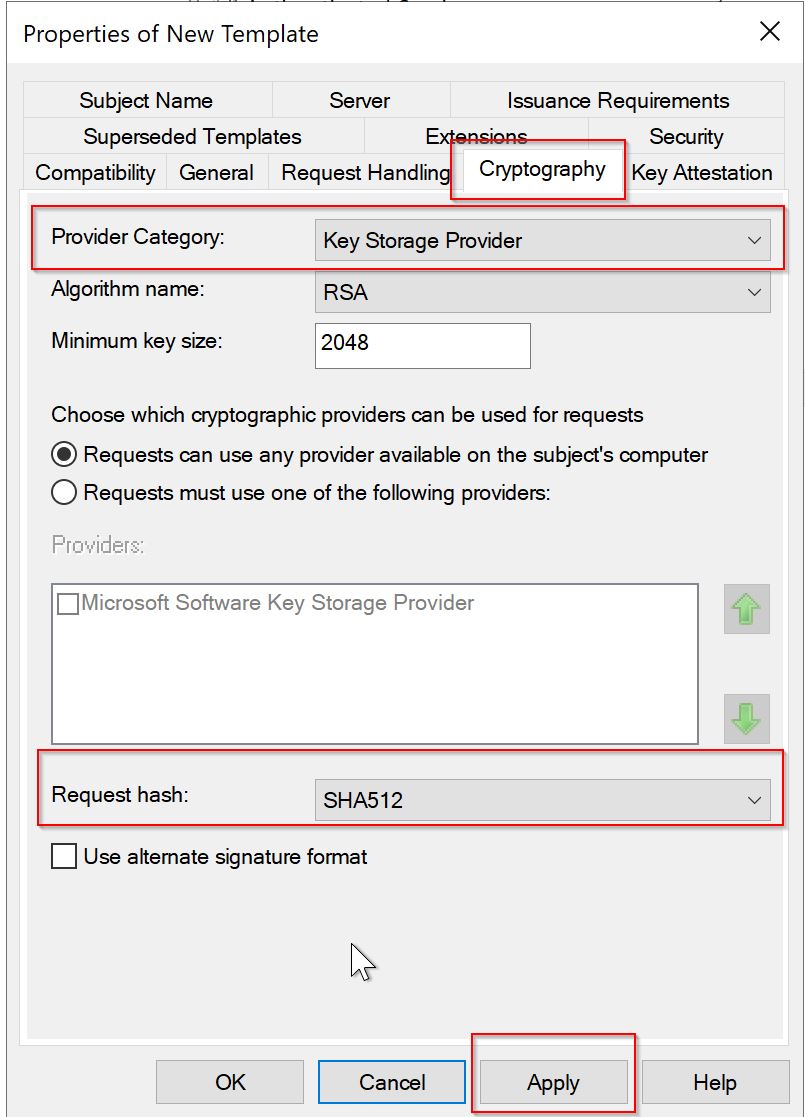 Properties of New Template
Subject Name Server Issuance Requirements
Superseded Templates Extensions Security
Compatibility General Request Handling Cryptography Key Attestation
Provider Category: Key Storage Provider
Algorithm name: RSA
Minimum key size: 2048
Choose which cryptographic providers can be used for requests
Requests can use any provider available on the subject's computer
Requests must use one of the following providers:
Providers:
Microsoft Software Key Storage Provider
Request hash: SHA512
Use alternate signature format
OK Cancel Apply Help